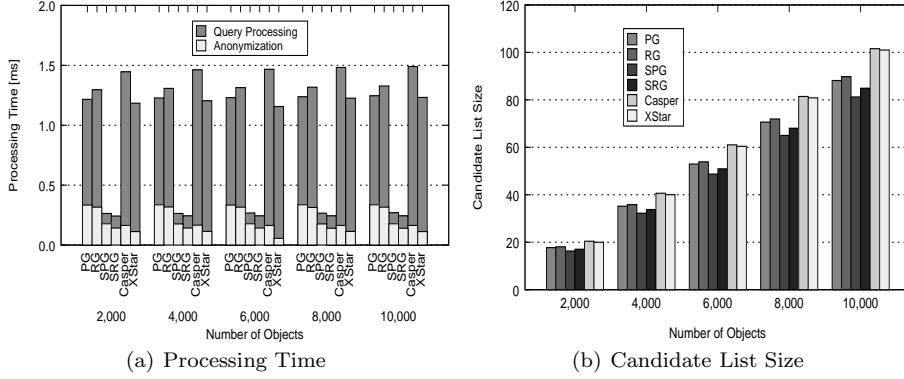 2.0
1.5
1.0
0.5
0.0
Processing Time [ms]
Query Processing
Anonymization
PG
RG
SPG
SRG
Casper
XStar
PG
RG
SPG
SRG
Casper
XStar
PG
RG
SPG
SRG
Casper
XStar
PG
RG
SPG
SRG
Casper
XStar
PG
RG
SPG
SRG
Casper
XStar
2,000 4,000 6,000 8,000 10,000
Number of Objects
(a) Processing Time
120
100
80
60
40
20
0
Candidate List Size
PG
RG
SPG
SRG
Casper
XStar
2,000 4,000 6,000 8,000 10,000
Number of Objects
(b) Candidate List Size